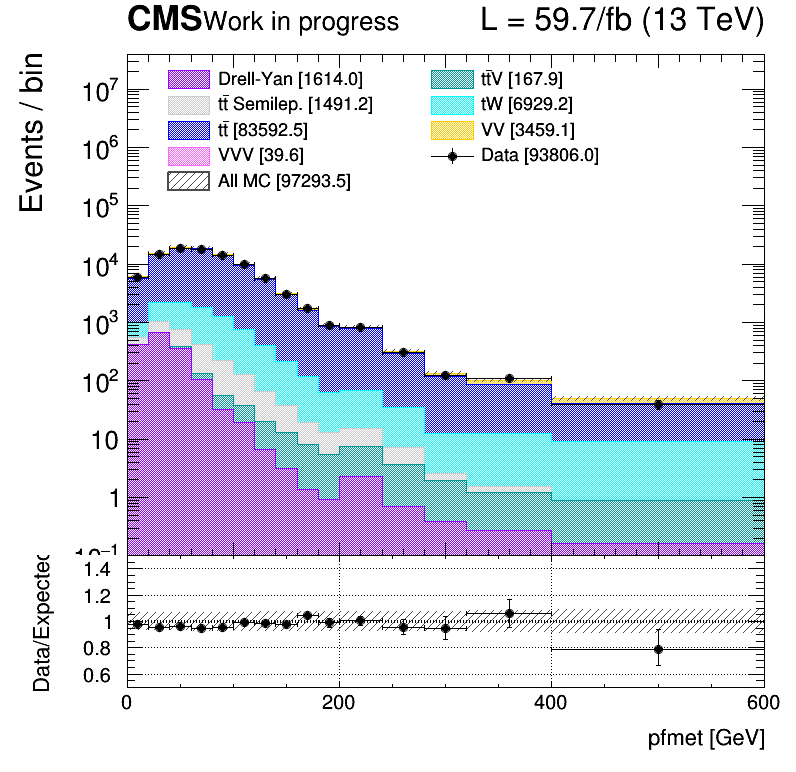 CMS Work in progress L = 59.7/fb (13 TeV)
Events / bin
Drell-Yan [1614.0] tt̄V [167.9]
tt̄ Semilep. [1491.2] tW [6929.2]
tt̄ [83592.5] VV [3459.1]
VVV [39.6] Data [93806.0]
All MC [97293.5]
10⁷
10⁶
10⁵
10⁴
10³
10²
10
1
10⁻¹
Data/Expected
1.4
1.2
1
0.8
0.6
0 200 400 600
pfmet [GeV]